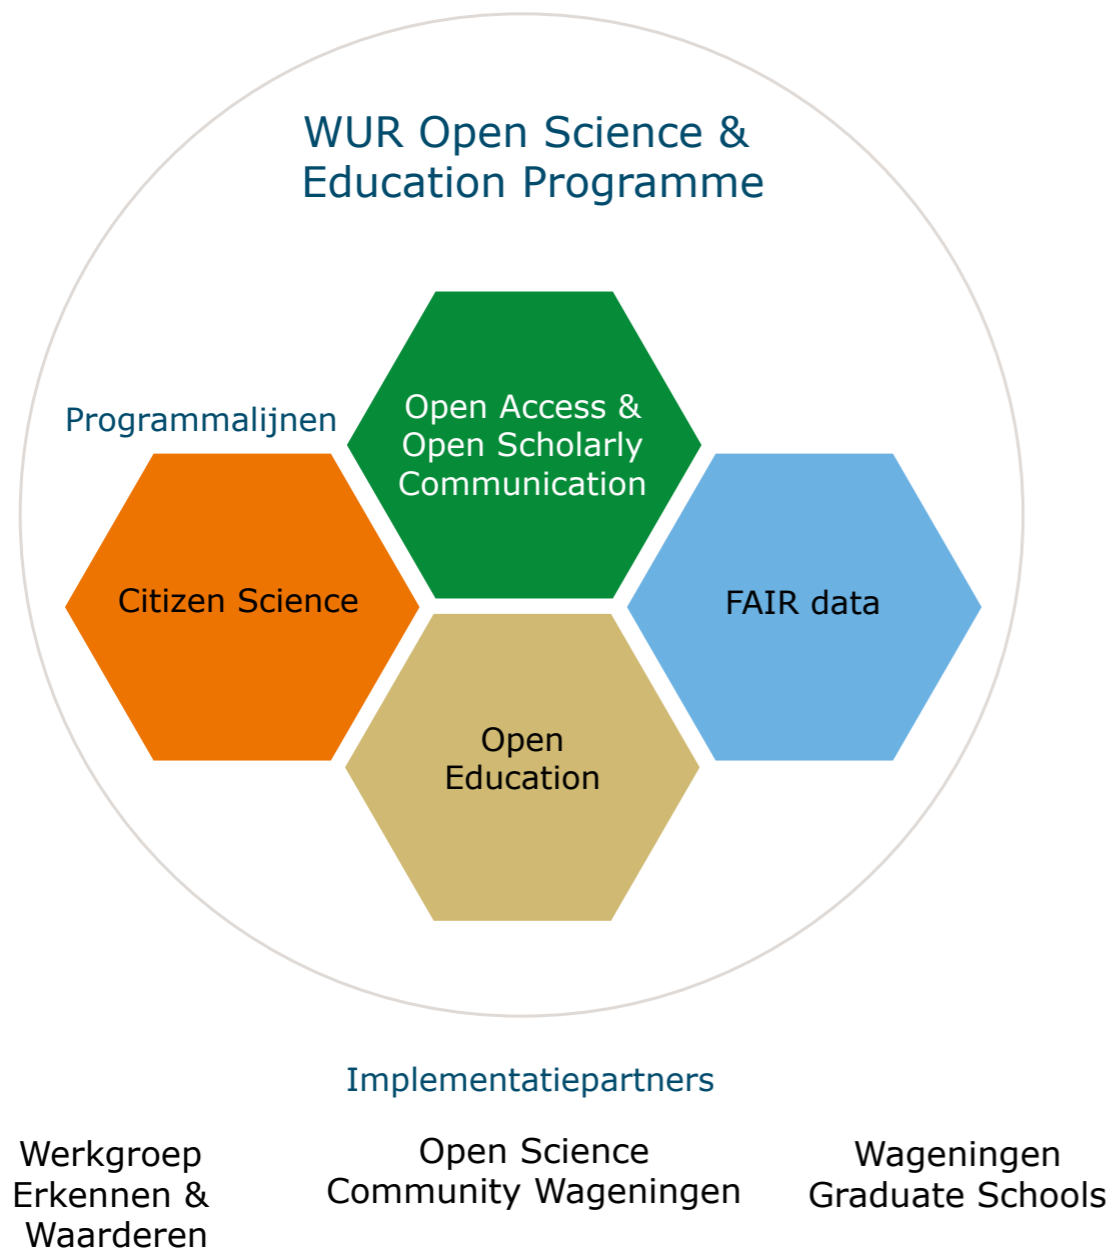 WUR Open Science &
Education Programme
Programmalijnen
Open Access &
Open Scholarly
Communication
Citizen Science
FAIR data
Open
Education
Implementatiepartners
Werkgroep
Erkennen &
Waarderen
Open Science
Community Wageningen
Wageningen
Graduate Schools